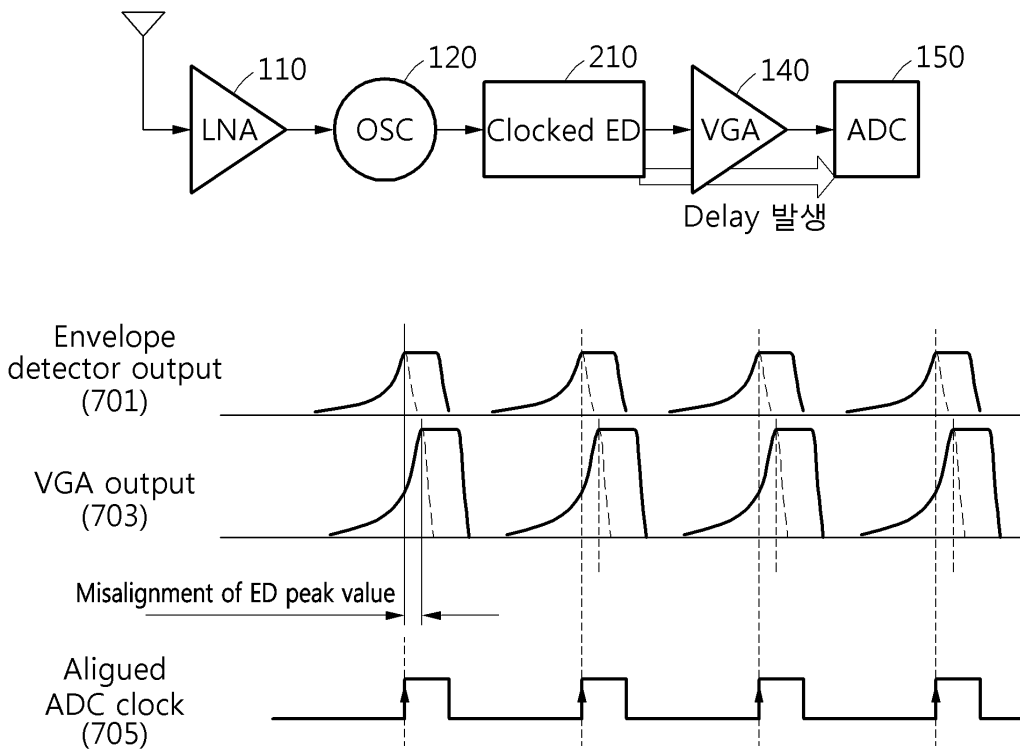 110
120
210
140
150
LNA
OSC
Clocked ED
VGA
ADC
Delay 발생
Envelope
detector output
(701)
VGA output
(703)
Misalignment of ED peak value
Aligued
ADC clock
(705)